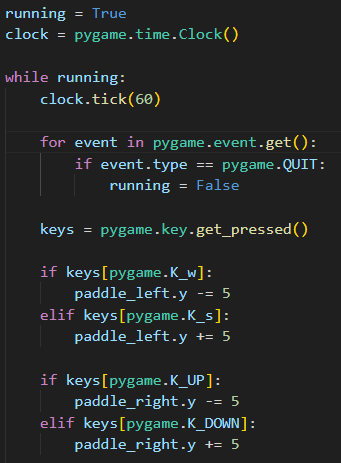 running = True
clock = pygame.time.Clock()
while running:
    clock.tick(60)
    for event in pygame.event.get():
        if event.type == pygame.QUIT:
            running = False
    keys = pygame.key.get_pressed()
    if keys[pygame.K_w]:
        paddle_left.y -= 5
    elif keys[pygame.K_s]:
        paddle_left.y += 5
    if keys[pygame.K_UP]:
        paddle_right.y -= 5
    elif keys[pygame.K_DOWN]:
        paddle_right.y += 5